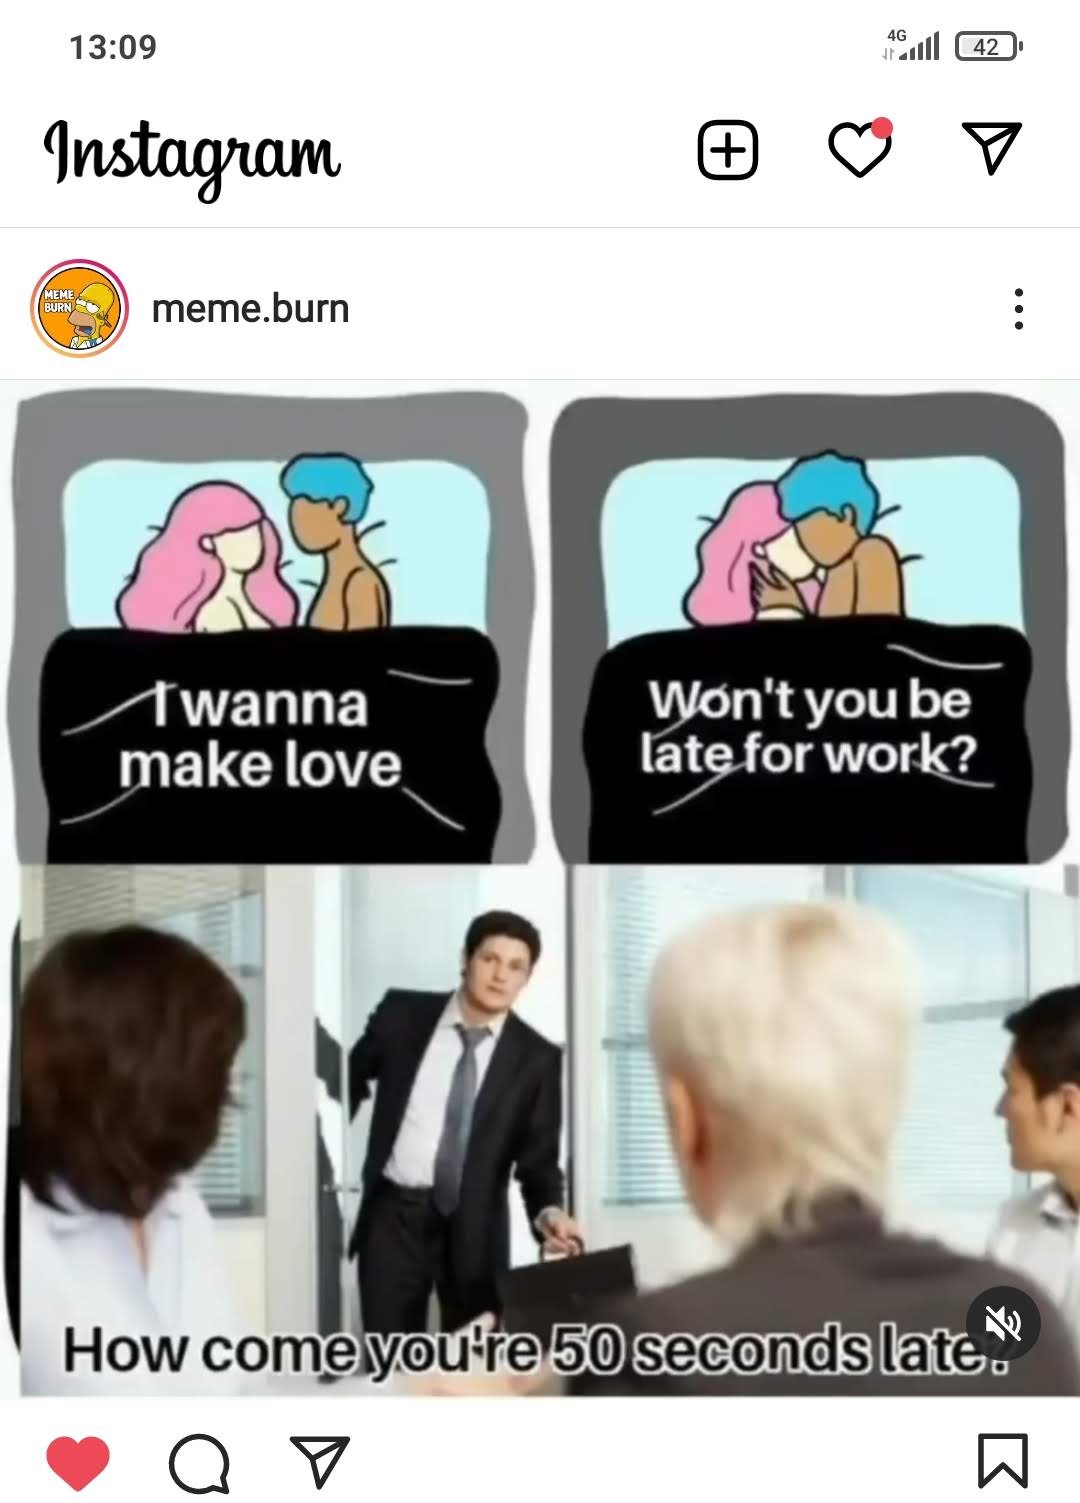 13:09
4G
42
Instagram
MEME
BURN
meme.burn
I wanna
make love
Won't you be
late for work?
How come you're 50 seconds late?